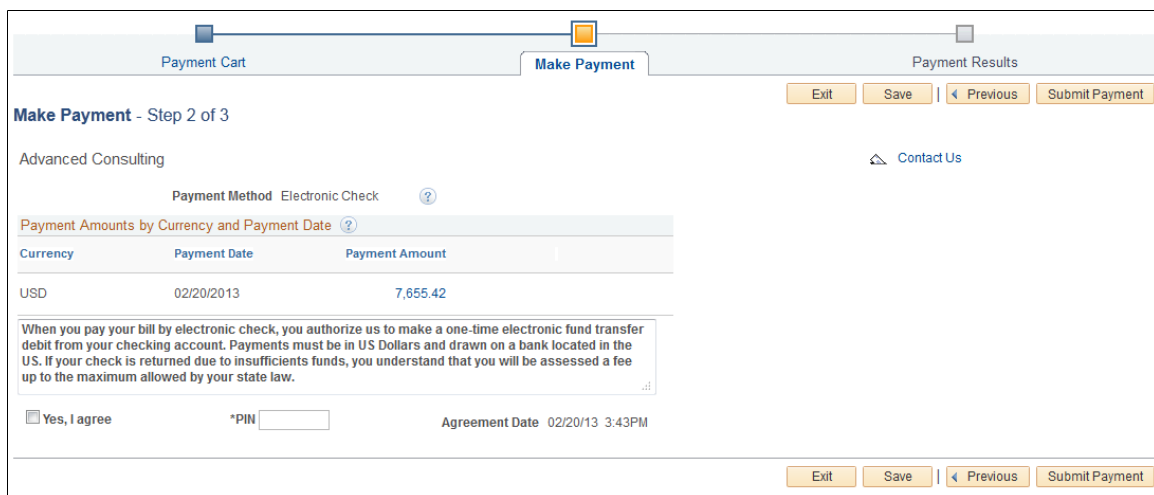 Payment Cart Make Payment Payment Results
Exit Save | Previous Submit Payment
Make Payment - Step 2 of 3
Advanced Consulting
Contact Us
Payment Method Electronic Check ?
Payment Amounts by Currency and Payment Date ?
Currency Payment Date Payment Amount
USD 02/20/2013 7,655.42
When you pay your bill by electronic check, you authorize us to make a one-time electronic fund transfer
debit from your checking account. Payments must be in US Dollars and drawn on a bank located in the
US. If your check is returned due to insufficients funds, you understand that you will be assessed a fee
up to the maximum allowed by your state law.
Yes, I agree *PIN Agreement Date 02/20/13 3:43PM
Exit Save | Previous Submit Payment